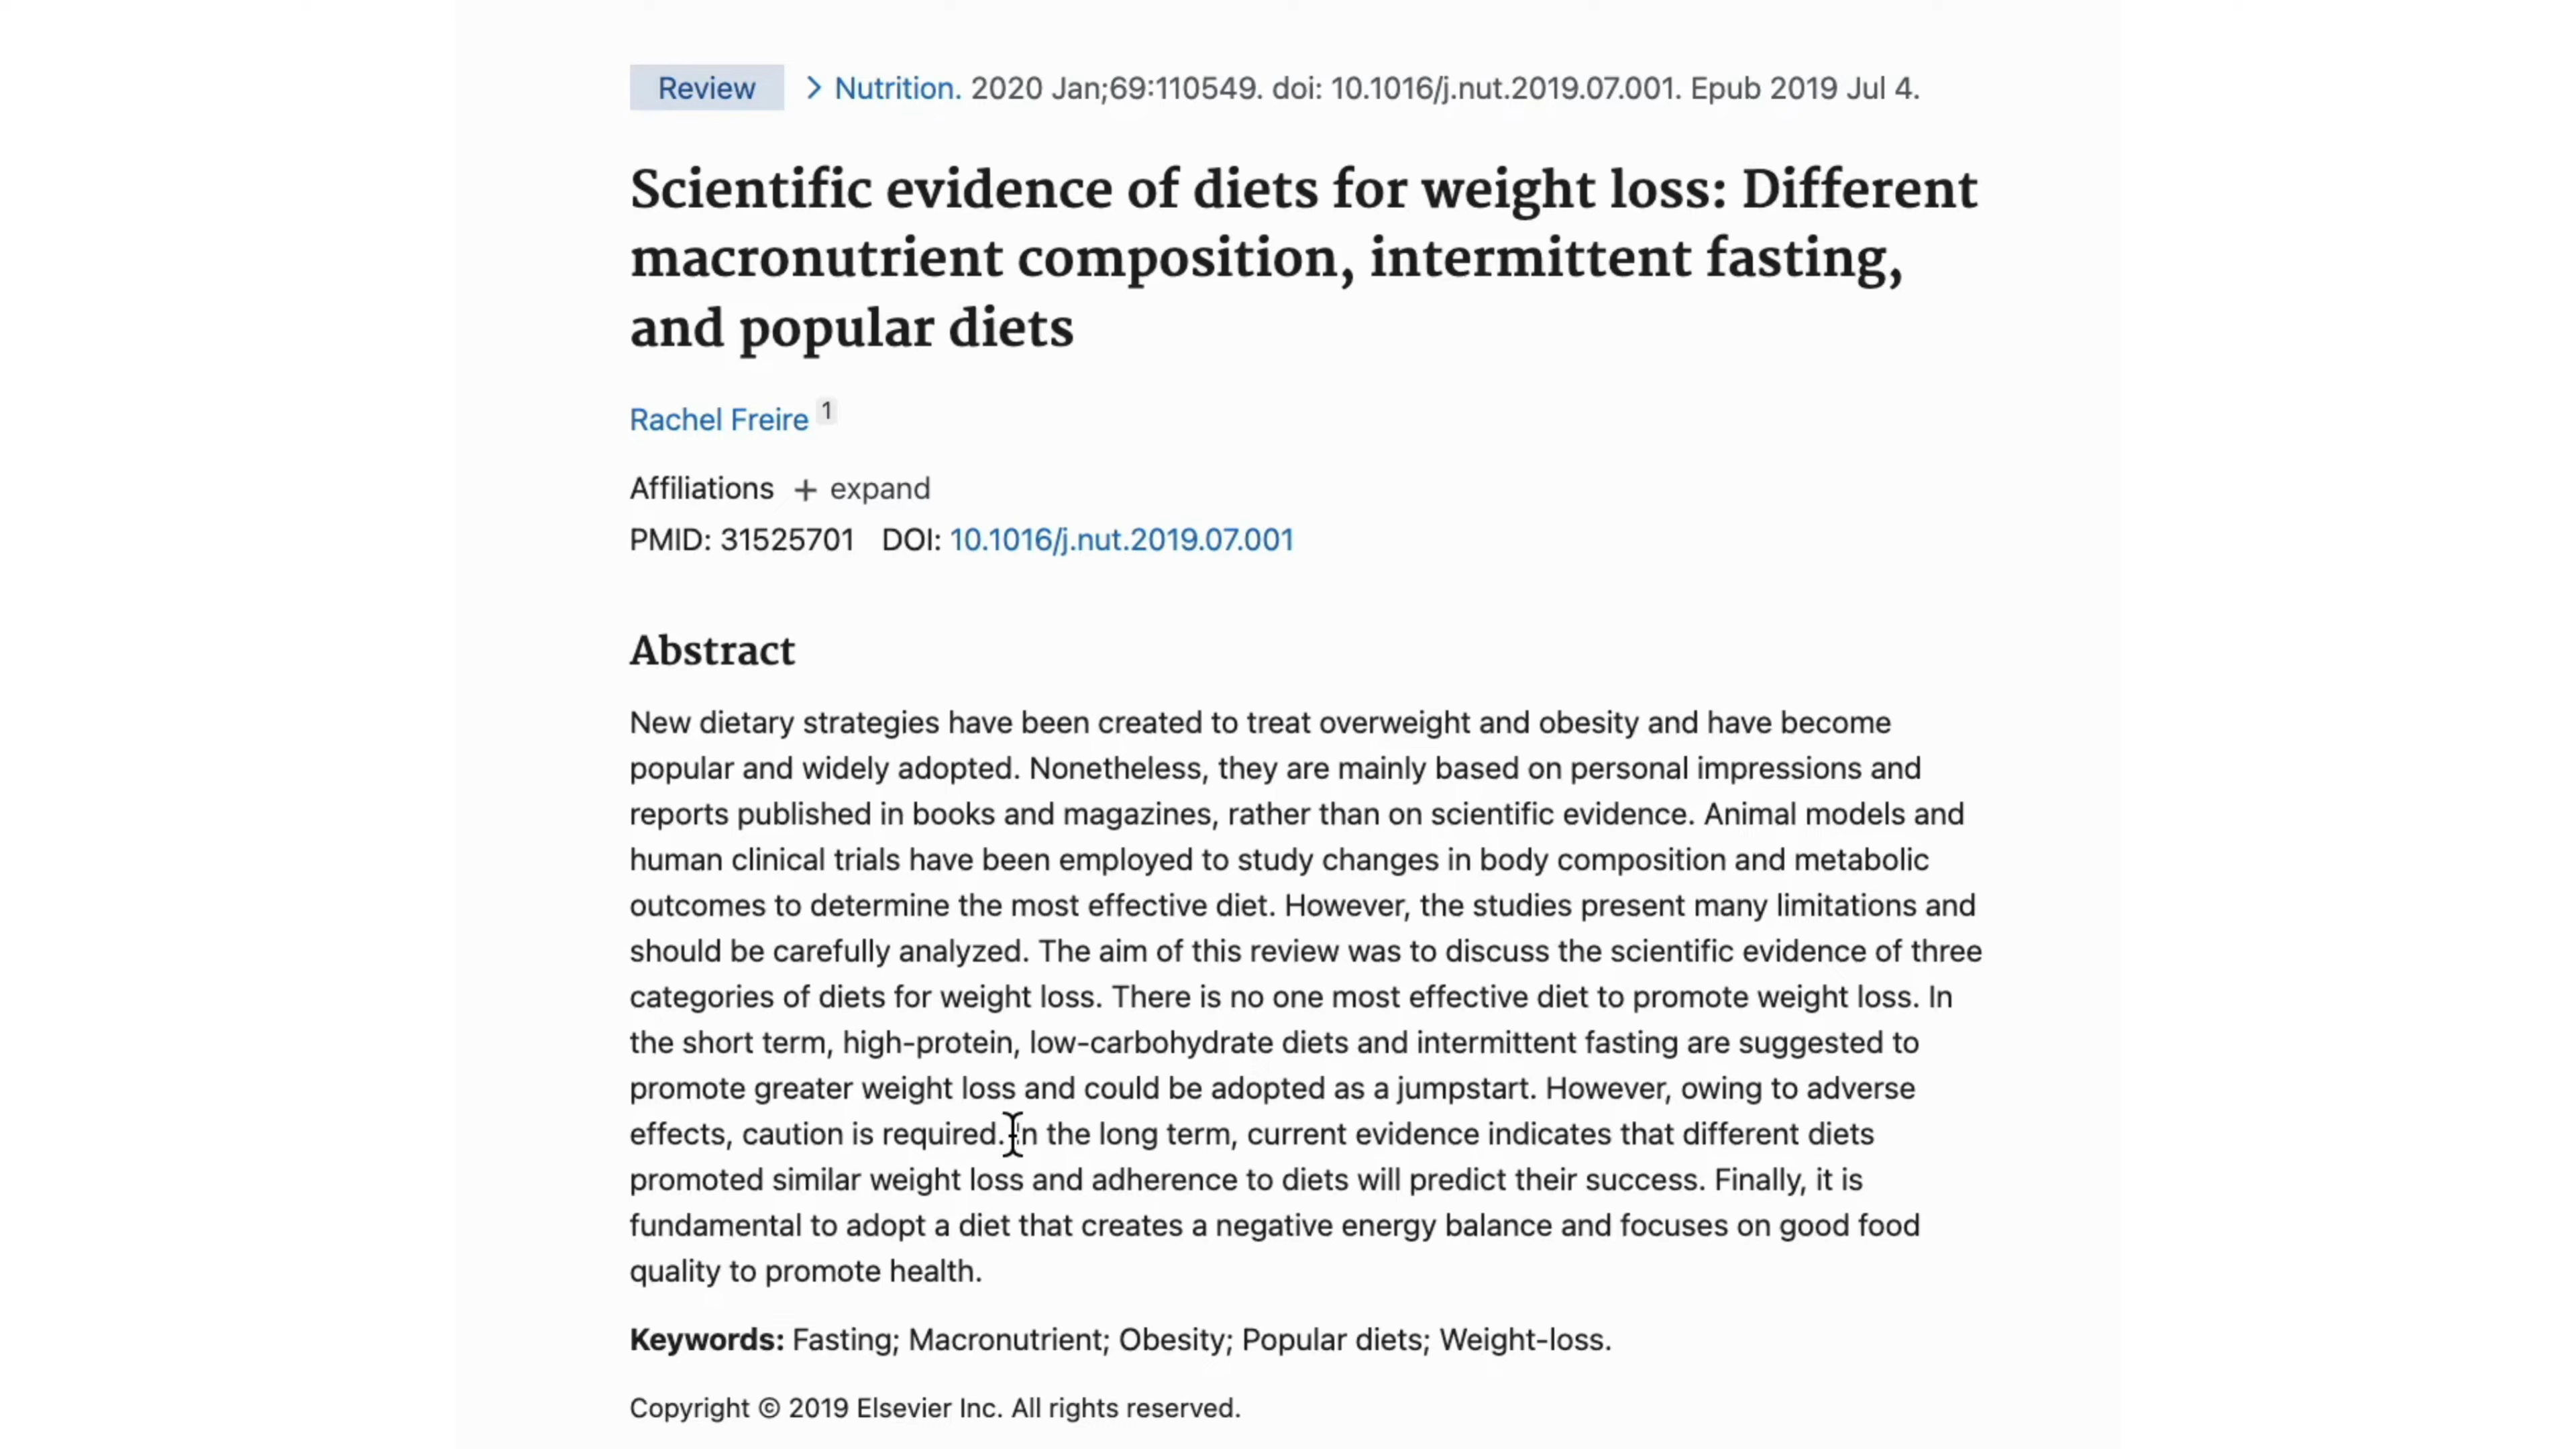 Review > Nutrition. 2020 Jan;69:110549. doi: 10.1016/j.nut.2019.07.001. Epub 2019 Jul 4.
Scientific evidence of diets for weight loss: Different
macronutrient composition, intermittent fasting,
and popular diets
Rachel Freire 1
Affiliations + expand
PMID: 31525701 DOI: 10.1016/j.nut.2019.07.001
Abstract
New dietary strategies have been created to treat overweight and obesity and have become
popular and widely adopted. Nonetheless, they are mainly based on personal impressions and
reports published in books and magazines, rather than on scientific evidence. Animal models and
human clinical trials have been employed to study changes in body composition and metabolic
outcomes to determine the most effective diet. However, the studies present many limitations and
should be carefully analyzed. The aim of this review was to discuss the scientific evidence of three
categories of diets for weight loss. There is no one most effective diet to promote weight loss. In
the short term, high-protein, low-carbohydrate diets and intermittent fasting are suggested to
promote greater weight loss and could be adopted as a jumpstart. However, owing to adverse
effects, caution is required. In the long term, current evidence indicates that different diets
promoted similar weight loss and adherence to diets will predict their success. Finally, it is
fundamental to adopt a diet that creates a negative energy balance and focuses on good food
quality to promote health.
Keywords: Fasting; Macronutrient; Obesity; Popular diets; Weight-loss.
Copyright © 2019 Elsevier Inc. All rights reserved.